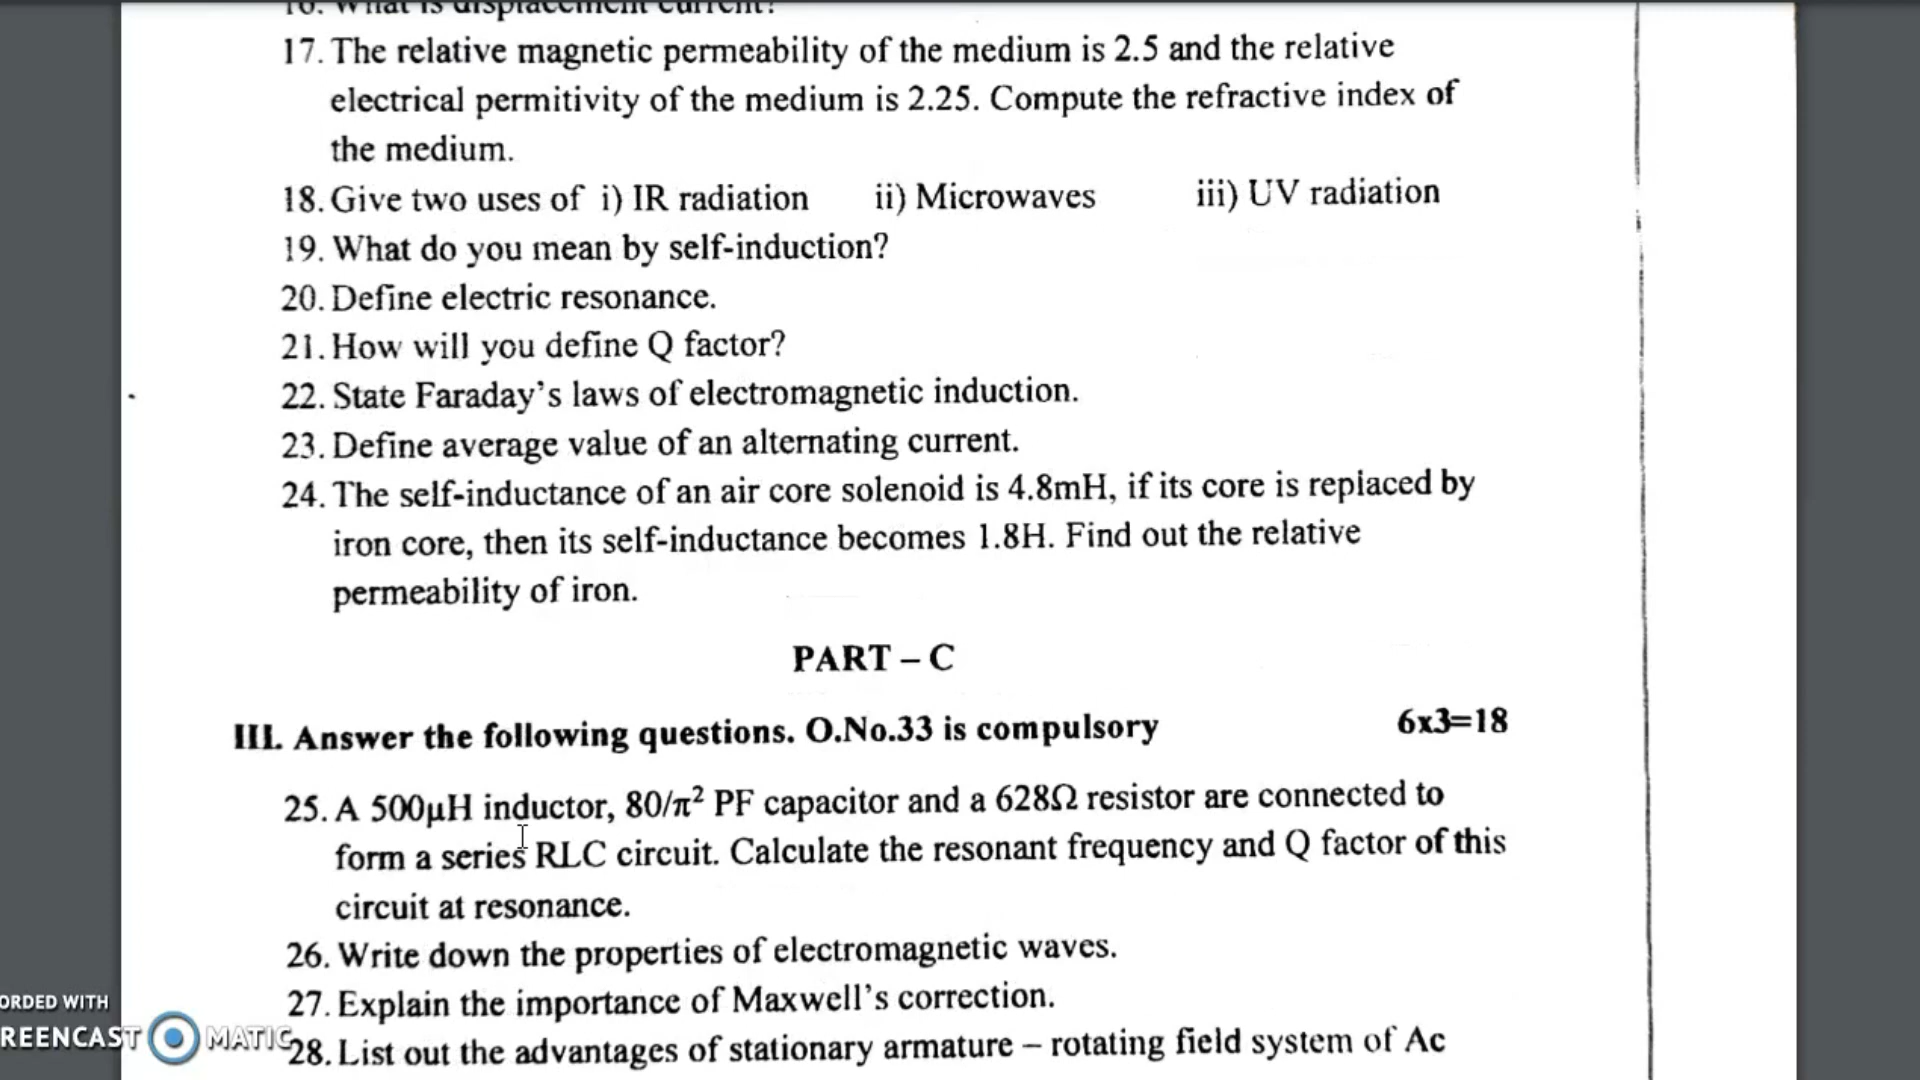 16. What is displacement current?
17. The relative magnetic permeability of the medium is 2.5 and the relative
electrical permitivity of the medium is 2.25. Compute the refractive index of
the medium.
18. Give two uses of i) IR radiation ii) Microwaves iii) UV radiation
19. What do you mean by self-induction?
20. Define electric resonance.
21. How will you define Q factor?
22. State Faraday's laws of electromagnetic induction.
23. Define average value of an alternating current.
24. The self-inductance of an air core solenoid is 4.8mH, if its core is replaced by
iron core, then its self-inductance becomes 1.8H. Find out the relative
permeability of iron.
PART – C
III. Answer the following questions. O.No.33 is compulsory 6x3=18
25. A 500µH inductor, 80/π² PF capacitor and a 628Ω resistor are connected to
form a series RLC circuit. Calculate the resonant frequency and Q factor of this
circuit at resonance.
26. Write down the properties of electromagnetic waves.
27. Explain the importance of Maxwell's correction.
28. List out the advantages of stationary armature – rotating field system of Ac
ORDED WITH
REENCAST MATIC